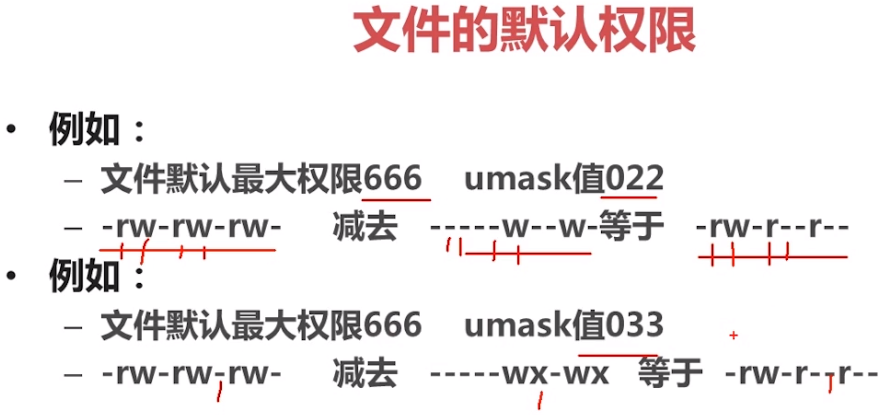 文件的默认权限
• 例如：
– 文件默认最大权限666 umask值022
– -rw-rw-rw- 减去 -----w--w-等于 -rw-r--r--
• 例如：
– 文件默认最大权限666 umask值033
– -rw-rw-rw- 减去 -----wx-wx 等于 -rw-r--r--